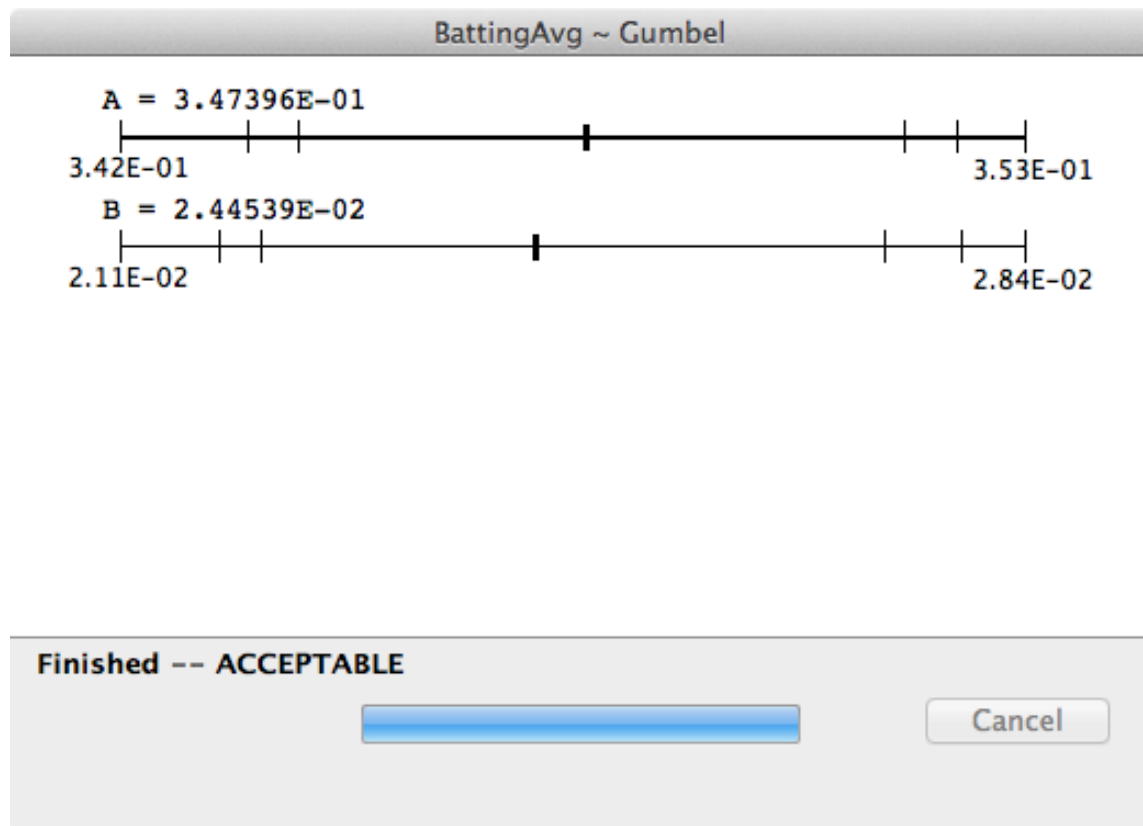 BattingAvg ~ Gumbel
A = 3.47396E-01
3.42E-01 3.53E-01
B = 2.44539E-02
2.11E-02 2.84E-02
Finished -- ACCEPTABLE
Cancel